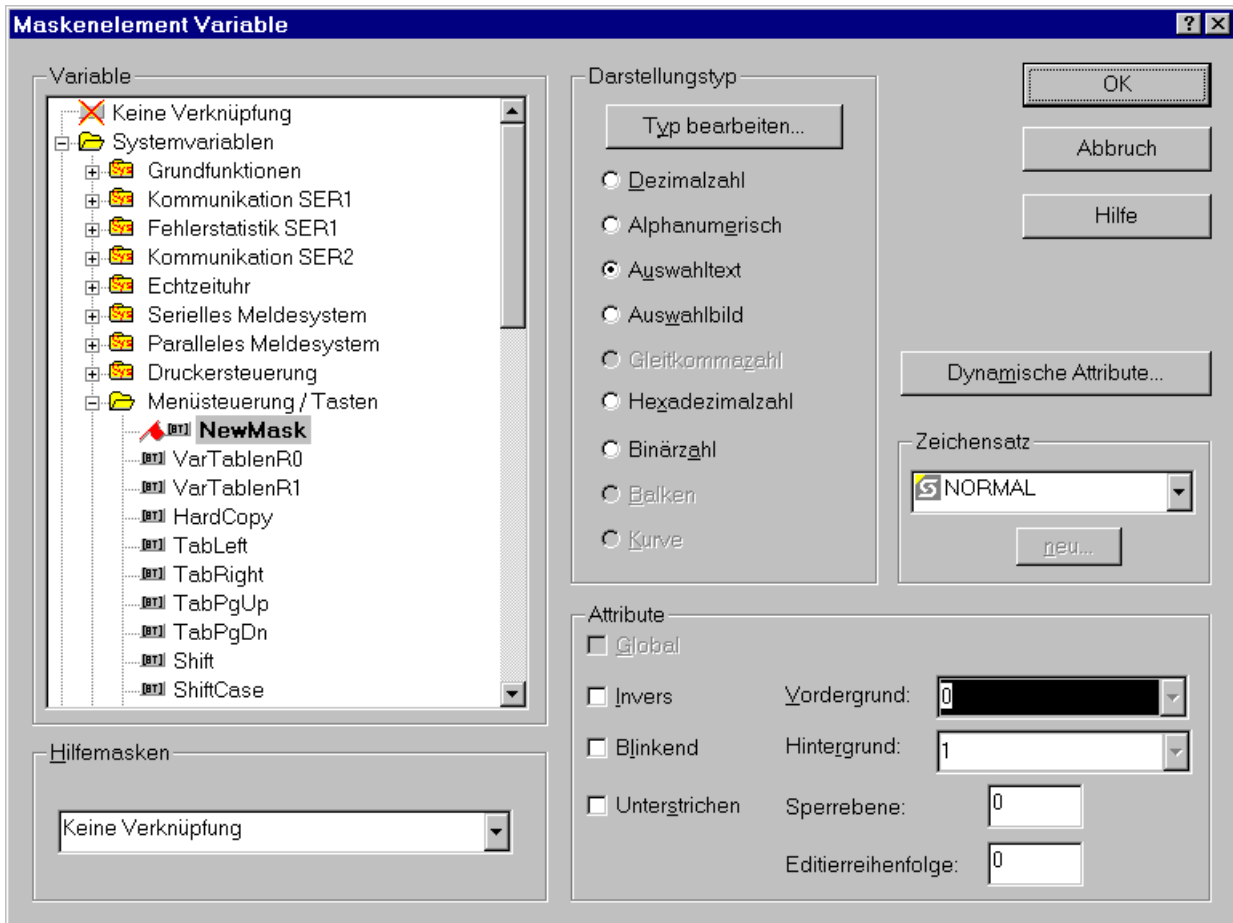 Maskenelement Variable
Variable
Keine Verknüpfung
Systemvariablen
Grundfunktionen
Kommunikation SER1
Fehlerstatistik SER1
Kommunikation SER2
Echtzeituhr
Serielles Meldesystem
Paralleles Meldesystem
Druckersteuerung
Menüsteuerung / Tasten
NewMask
VarTablenR0
VarTablenR1
HardCopy
TabLeft
TabRight
TabPgUp
TabPgDn
Shift
ShiftCase
Hilfemasken
Keine Verknüpfung
Darstellungstyp
Typ bearbeiten...
Dezimalzahl
Alphanumerisch
Auswahltext
Auswahlbild
Gleitkommazahl
Hexadezimalzahl
Binärzahl
Balken
Kurve
OK
Abbruch
Hilfe
Dynamische Attribute...
Zeichensatz
NORMAL
neu...
Attribute
Global
Invers
Vordergrund: 0
Blinkend
Hintergrund: 1
Unterstrichen
Sperrebene: 0
Editierreihenfolge: 0